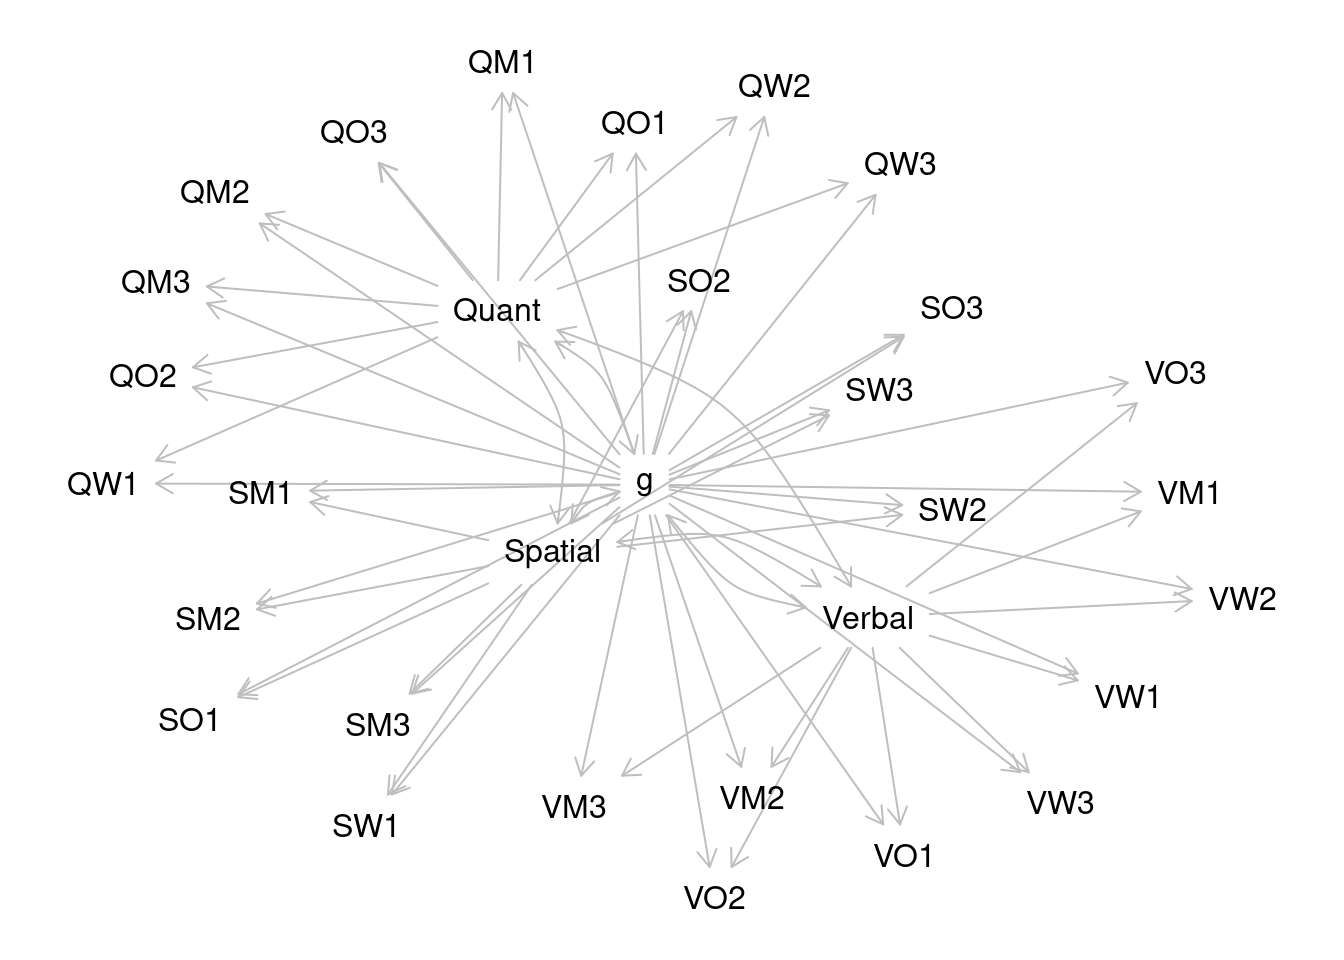 QM1
QW2
QO1
QO3
QW3
QM2
SO2
QM3
SO3
Quant
VO3
QO2
SW3
g
QW1
SM1
VM1
SW2
Spatial
VW2
Verbal
SM2
VW1
SO1
SM3
VM2
VW3
VM3
SW1
VO1
VO2